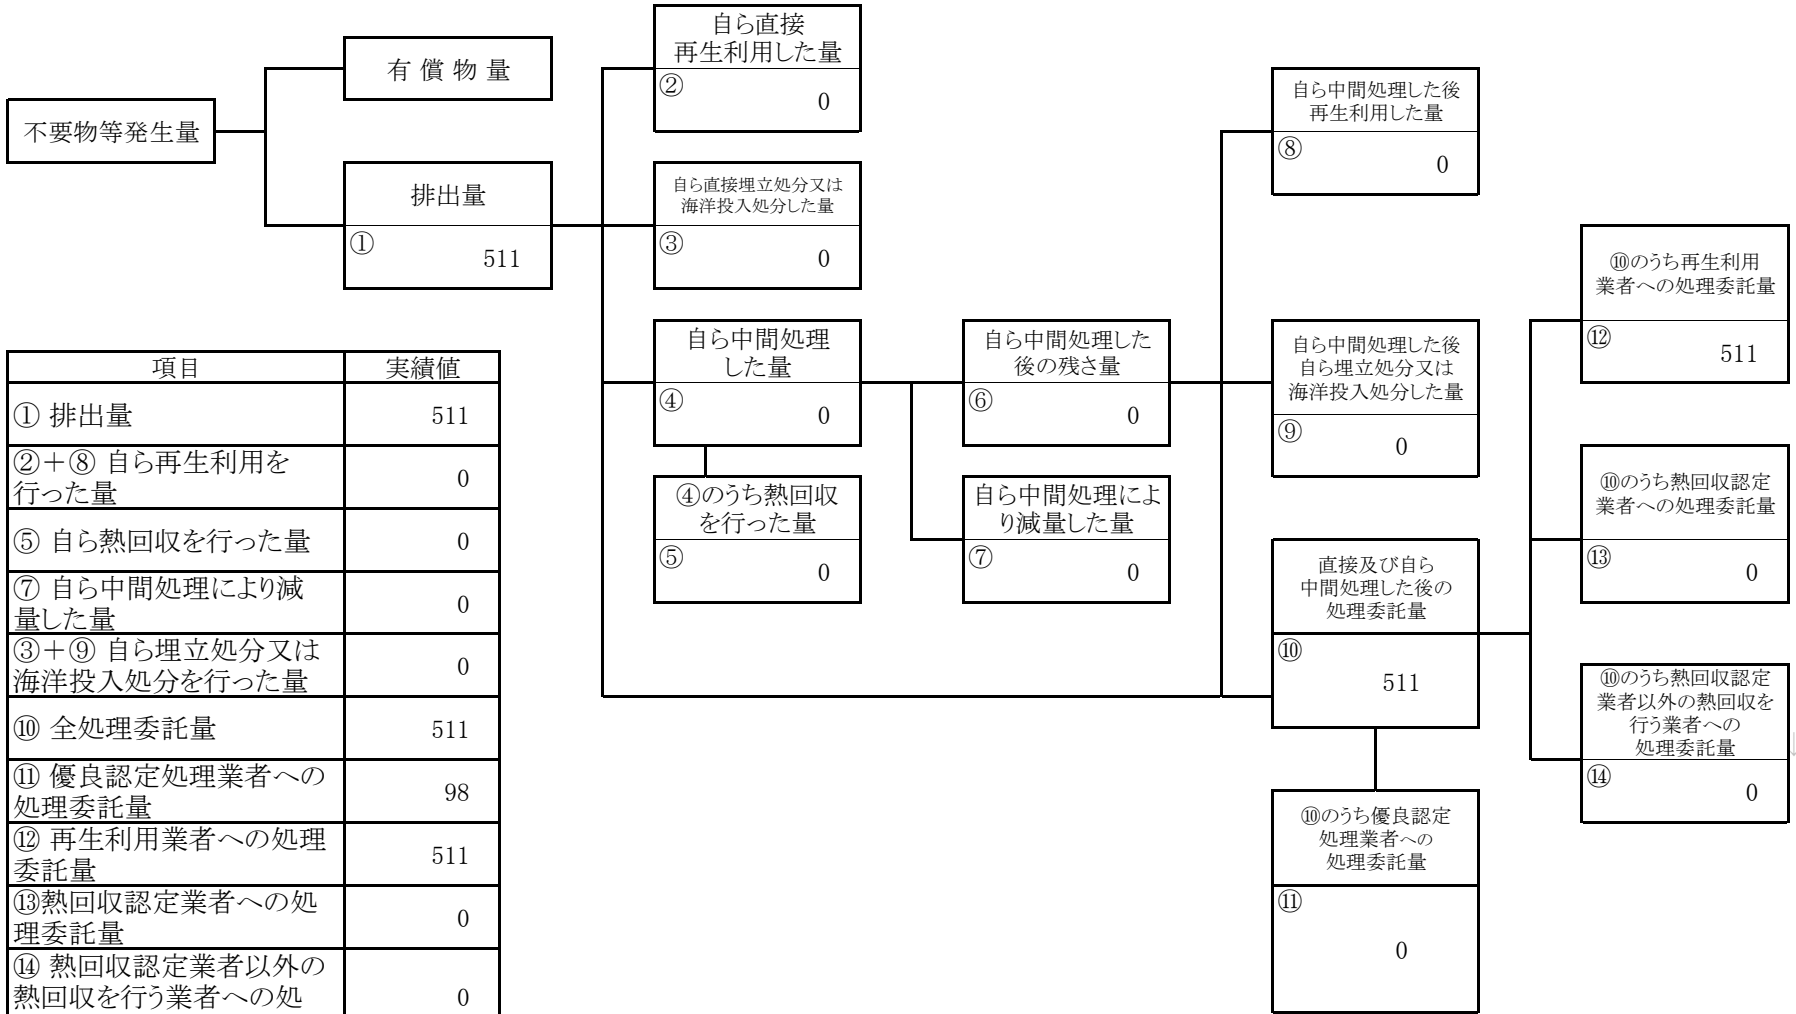 不要物等発生量
有 償 物 量
排出量
①
511
自ら直接
再生利用した量
②
0
自ら直接埋立処分又は
海洋投入処分した量
③
0
自ら中間処理
した量
④
0
④のうち熱回収
を行った量
⑤
0
自ら中間処理した
後の残さ量
⑥
0
自ら中間処理によ
り減量した量
⑦
0
自ら中間処理した後
再生利用した量
⑧
0
自ら中間処理した後
自ら埋立処分又は
海洋投入処分した量
⑨
0
直接及び自ら
中間処理した後の
処理委託量
⑩
511
⑩のうち優良認定
処理業者への
処理委託量
⑪
0
⑩のうち再生利用
業者への処理委託量
⑫
511
⑩のうち熱回収認定
業者への処理委託量
⑬
0
⑩のうち熱回収認定
業者以外の熱回収を
行う業者への
処理委託量
⑭
0
↓
項目 実績値
① 排出量 511
②＋⑧ 自ら再生利用を
行った量 0
⑤ 自ら熱回収を行った量 0
⑦ 自ら中間処理により減
量した量 0
③＋⑨ 自ら埋立処分又は
海洋投入処分を行った量 0
⑩ 全処理委託量 511
⑪ 優良認定処理業者への
処理委託量 98
⑫ 再生利用業者への処理
委託量 511
⑬熱回収認定業者への処
理委託量 0
⑭ 熱回収認定業者以外の
熱回収を行う業者への処 0